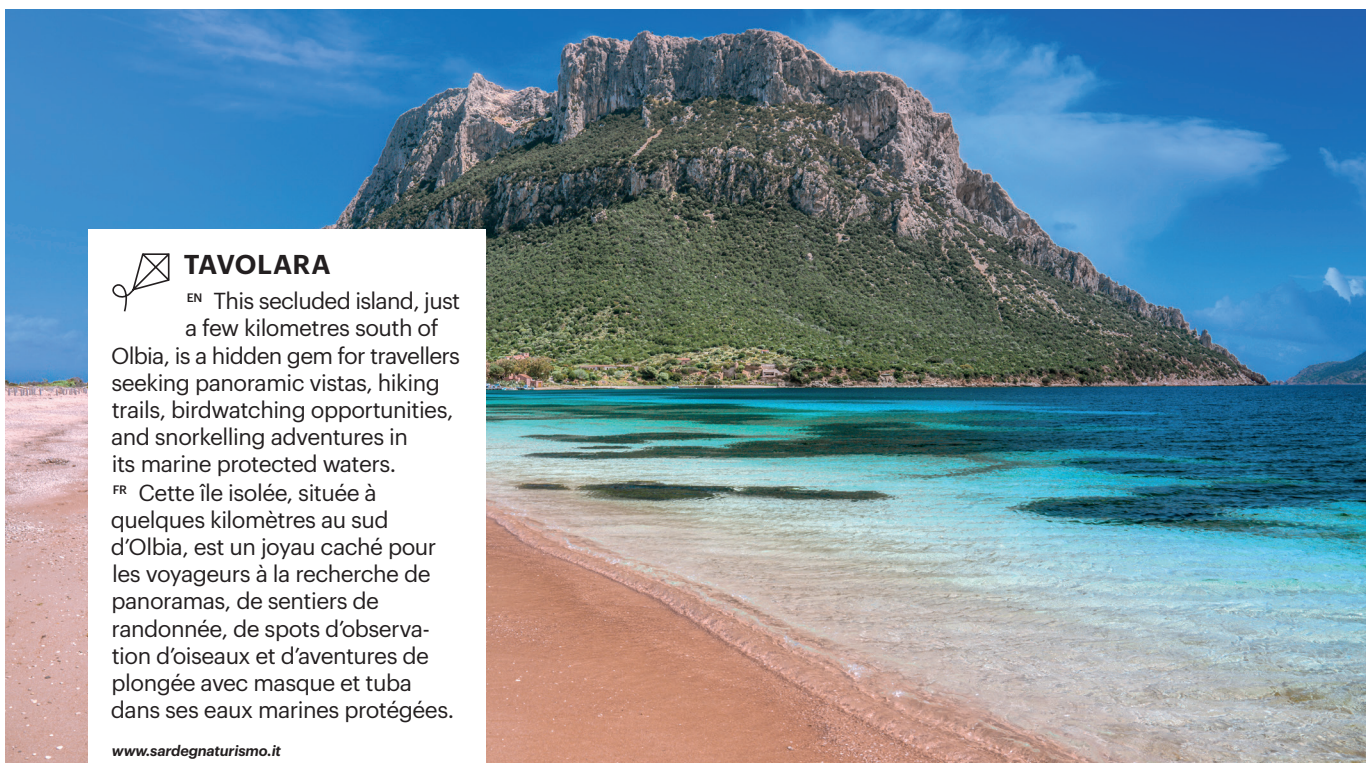 TAVOLARA
EN This secluded island, just
a few kilometres south of
Olbia, is a hidden gem for travellers
seeking panoramic vistas, hiking
trails, birdwatching opportunities,
and snorkelling adventures in
its marine protected waters.
FR Cette île isolée, située à
quelques kilomètres au sud
d’Olbia, est un joyau caché pour
les voyageurs à la recherche de
panoramas, de sentiers de
randonnée, de spots d’observa-
tion d’oiseaux et d’aventures de
plongée avec masque et tuba
dans ses eaux marines protégées.
www.sardegnaturismo.it